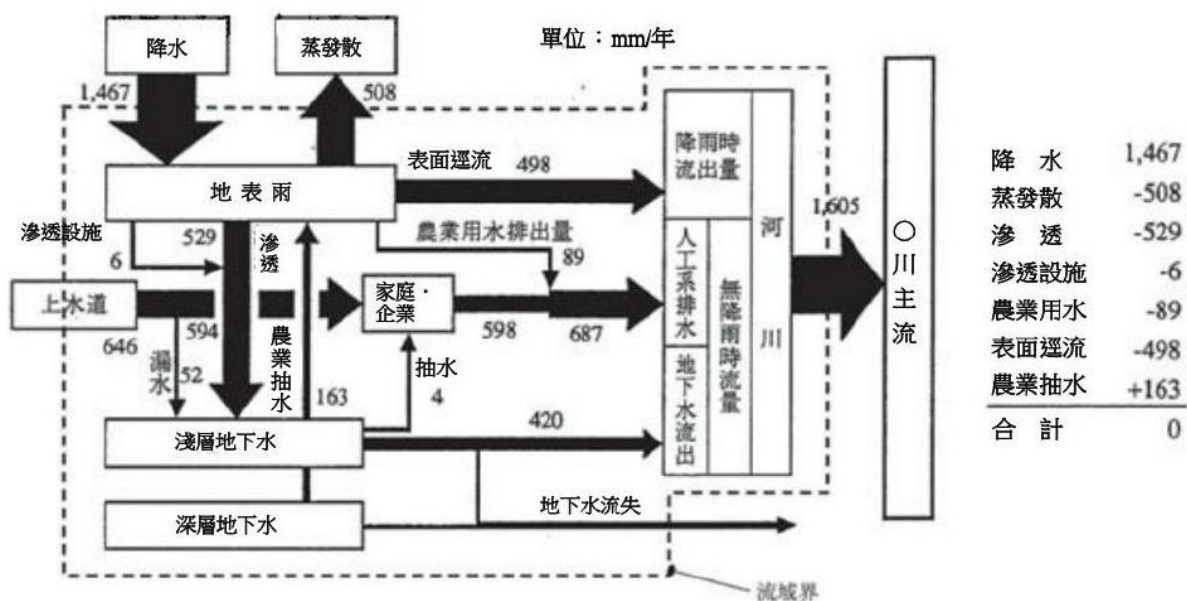 單位：mm/年
降水
蒸發散
1,467
508
地表雨
表面逕流
498
降雨時
流出量
滲透設施
6
529
滲透
農業用水排出量
89
上水道
646
594
家庭·
企業
598
687
人工系排水
無降雨時流量
河川
1,605
○川主流
漏水
52
農業抽水
163
抽水
4
淺層地下水
420
地下水流出
深層地下水
地下水流失
流域界
降 水 1,467
蒸發散 -508
滲 透 -529
滲透設施 -6
農業用水 -89
表面逕流 -498
農業抽水 +163
合 計 0